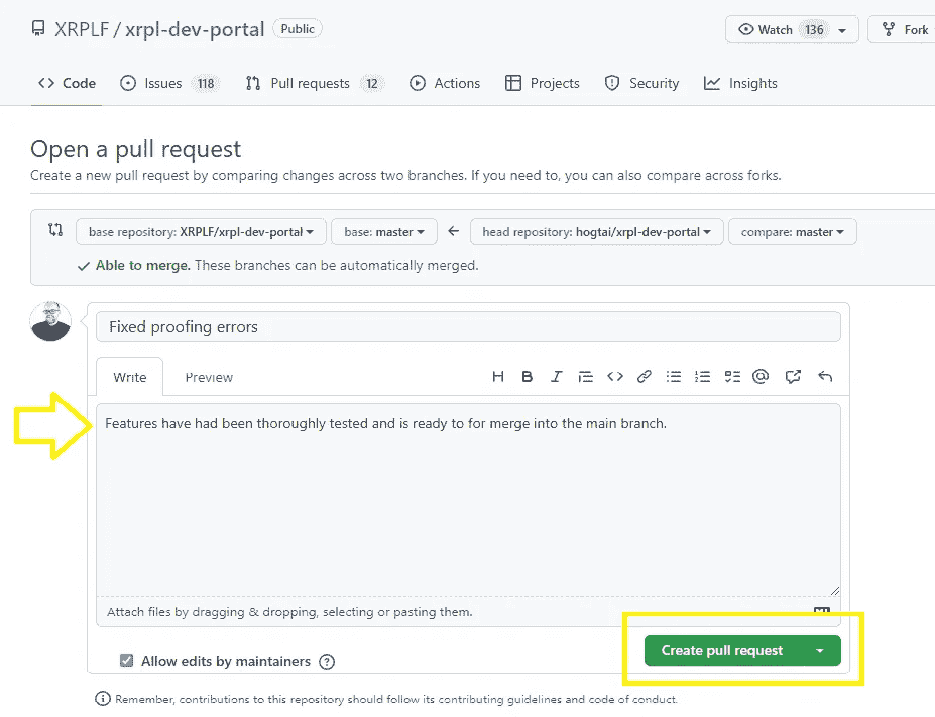 XRPLF / xrpl-dev-portal Public Watch 136 Fork
Code Issues 118 Pull requests 12 Actions Projects Security Insights
Open a pull request
Create a new pull request by comparing changes across two branches. If you need to, you can also compare across forks.
base repository: XRPLF/xrpl-dev-portal base: master head repository: hogtai/xrpl-dev-portal compare: master
Able to merge. These branches can be automatically merged.
Fixed proofing errors
Write Preview H B I @
Features have had been thoroughly tested and is ready to for merge into the main branch.
Attach files by dragging & dropping, selecting or pasting them.
Create pull request
Allow edits by maintainers ?
Remember, contributions to this repository should follow its contributing guidelines and code of conduct.